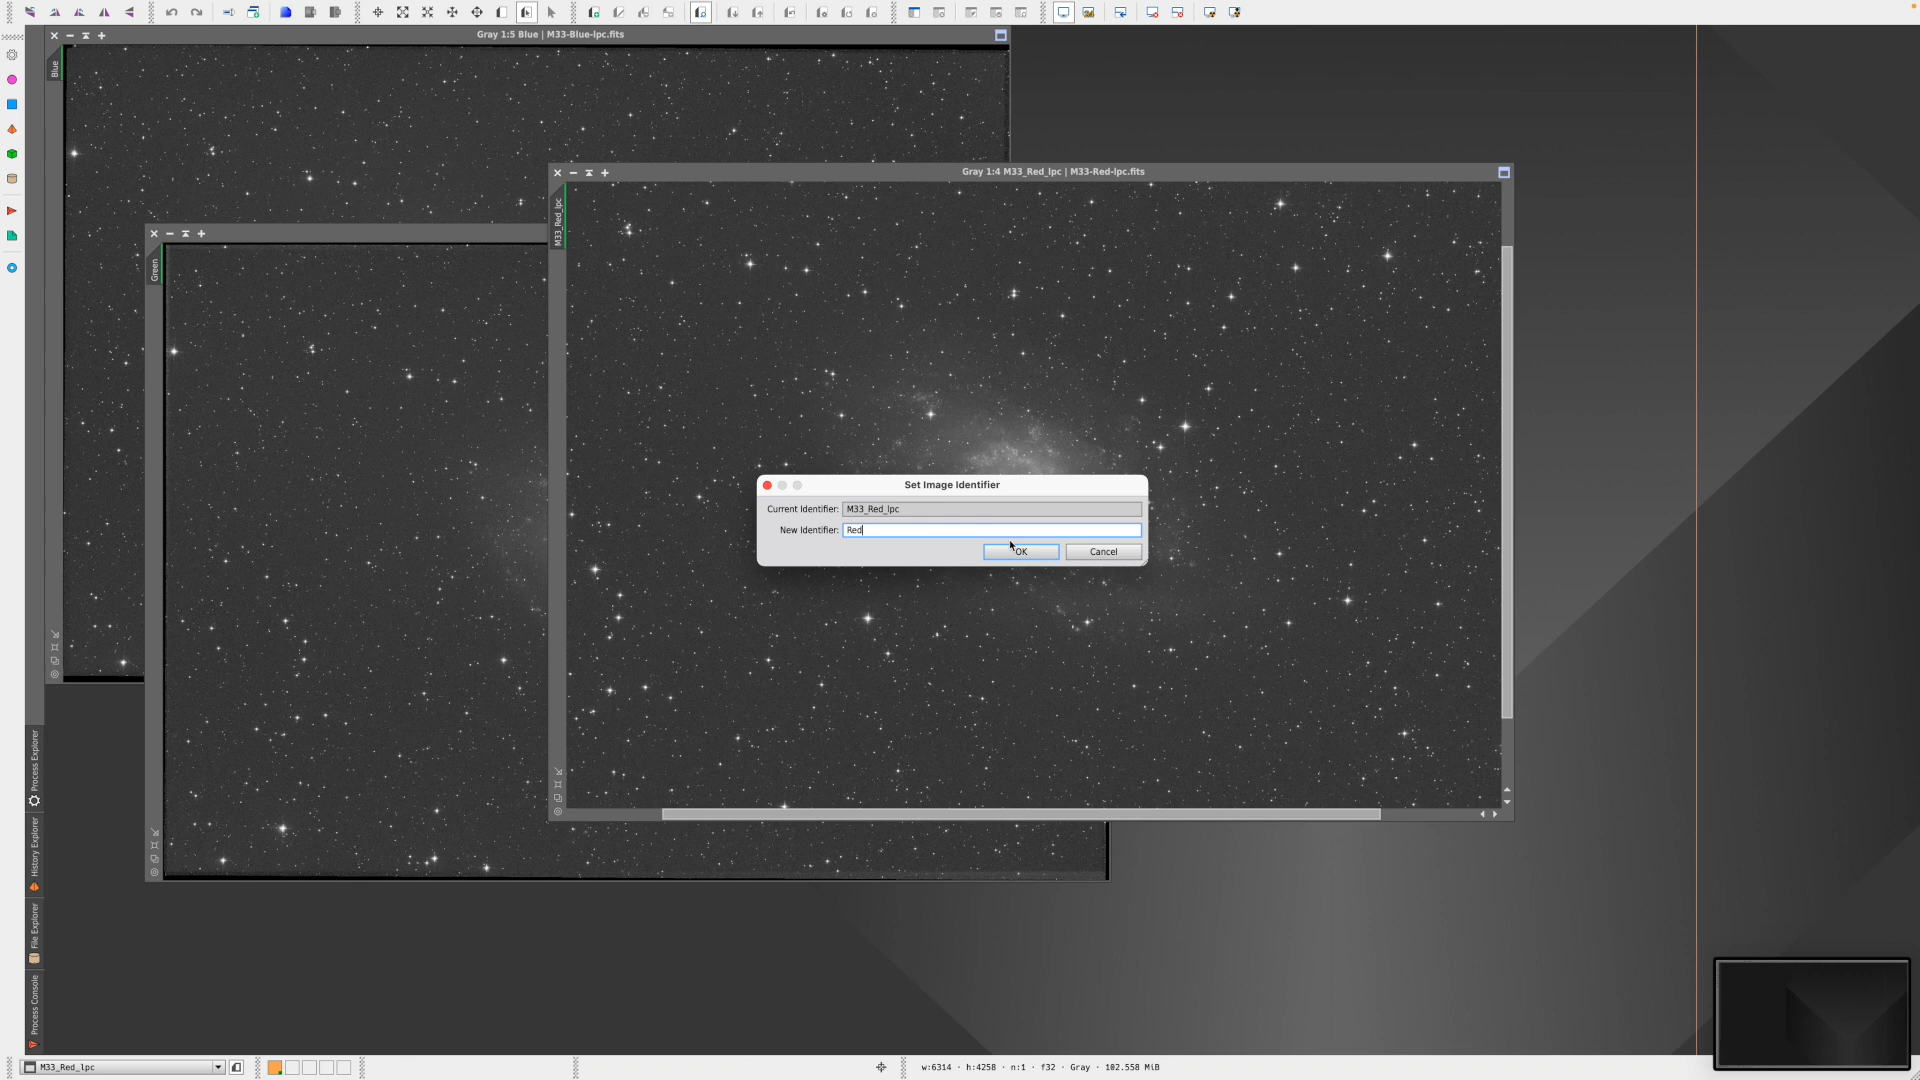 Gray 1:5 Blue | M33-Blue-lpc.fits
Blue
Gray 1:4 M33_Red_lpc | M33-Red-lpc.fits
M33_Red_lpc
Green
Set Image Identifier
Current Identifier: M33_Red_lpc
New Identifier: Red
OK
Cancel
Process Explorer
History Explorer
File Explorer
Process Console
M33_Red_lpc
w:6314 · h:4258 · n:1 · f32 · Gray · 102.558 MiB